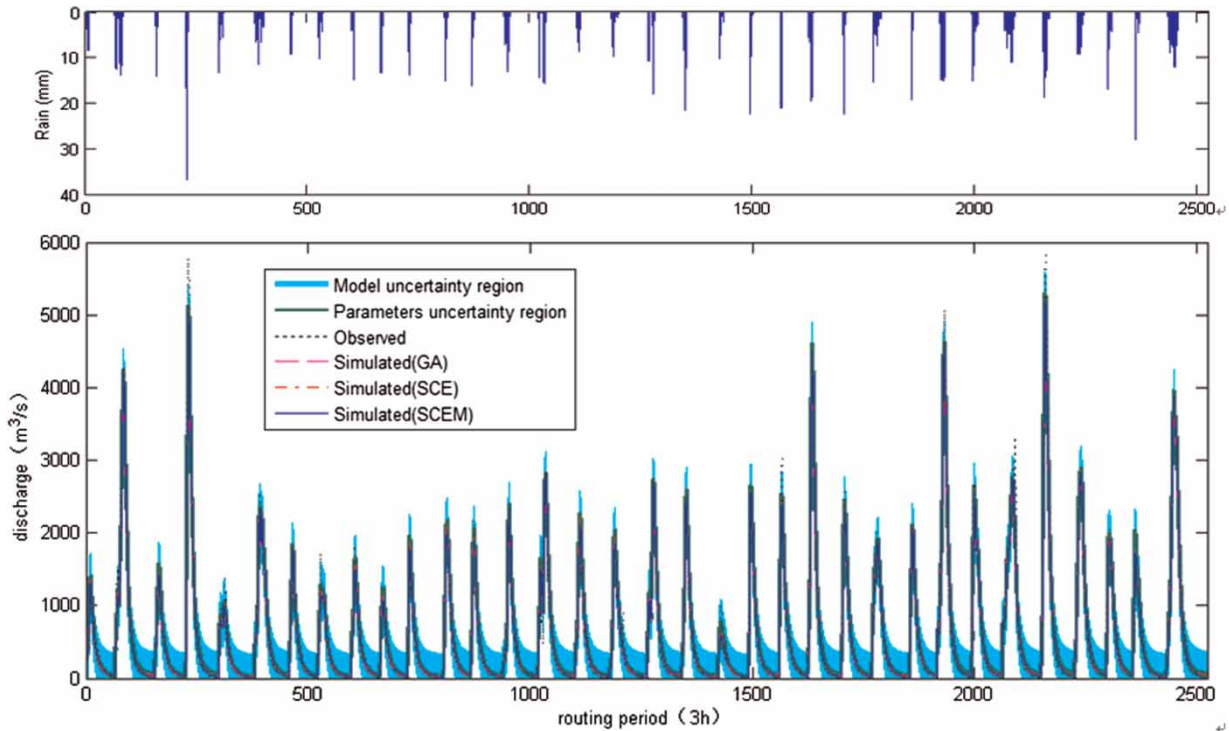 0
10
20
30
40
Rain (mm)
0 500 1000 1500 2000 2500
6000
5000
4000
3000
2000
1000
0
discharge (m³/s)
Model uncertainty region
Parameters uncertainty region
Observed
Simulated(GA)
Simulated(SCE)
Simulated(SCEM)
0 500 1000 1500 2000 2500
routing period (3h)